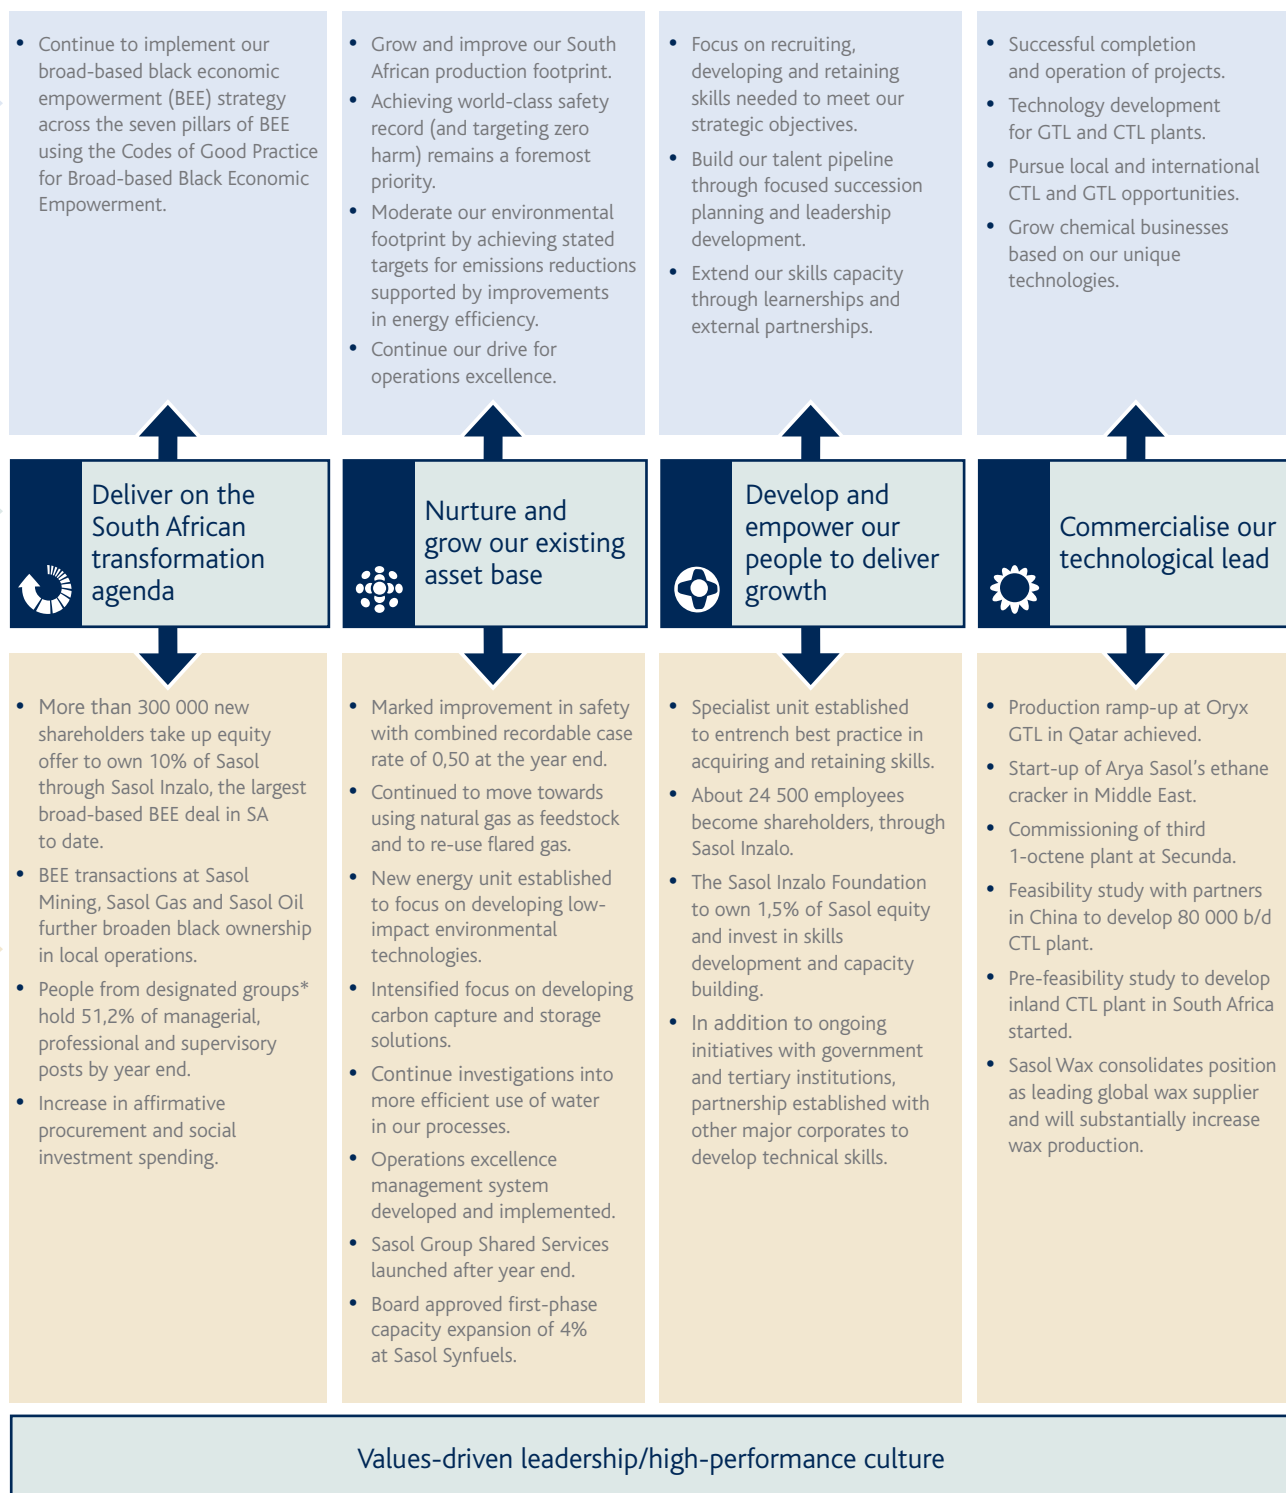 • Continue to implement our
broad-based black economic
empowerment (BEE) strategy
across the seven pillars of BEE
using the Codes of Good Practice
for Broad-based Black Economic
Empowerment.
• Grow and improve our South
African production footprint.
• Achieving world-class safety
record (and targeting zero
harm) remains a foremost
priority.
• Moderate our environmental
footprint by achieving stated
targets for emissions reductions
supported by improvements
in energy efficiency.
• Continue our drive for
operations excellence.
• Focus on recruiting,
developing and retaining
skills needed to meet our
strategic objectives.
• Build our talent pipeline
through focused succession
planning and leadership
development.
• Extend our skills capacity
through learnerships and
external partnerships.
• Successful completion
and operation of projects.
• Technology development
for GTL and CTL plants.
• Pursue local and international
CTL and GTL opportunities.
• Grow chemical businesses
based on our unique
technologies.
Deliver on the
South African
transformation
agenda
Nurture and
grow our existing
asset base
Develop and
empower our
people to deliver
growth
Commercialise our
technological lead
• More than 300 000 new
shareholders take up equity
offer to own 10% of Sasol
through Sasol Inzalo, the largest
broad-based BEE deal in SA
to date.
• BEE transactions at Sasol
Mining, Sasol Gas and Sasol Oil
further broaden black ownership
in local operations.
• People from designated groups*
hold 51,2% of managerial,
professional and supervisory
posts by year end.
• Increase in affirmative
procurement and social
investment spending.
• Marked improvement in safety
with combined recordable case
rate of 0,50 at the year end.
• Continued to move towards
using natural gas as feedstock
and to re-use flared gas.
• New energy unit established
to focus on developing low-
impact environmental
technologies.
• Intensified focus on developing
carbon capture and storage
solutions.
• Continue investigations into
more efficient use of water
in our processes.
• Operations excellence
management system
developed and implemented.
• Sasol Group Shared Services
launched after year end.
• Board approved first-phase
capacity expansion of 4%
at Sasol Synfuels.
• Specialist unit established
to entrench best practice in
acquiring and retaining skills.
• About 24 500 employees
become shareholders, through
Sasol Inzalo.
• The Sasol Inzalo Foundation
to own 1,5% of Sasol equity
and invest in skills
development and capacity
building.
• In addition to ongoing
initiatives with government
and tertiary institutions,
partnership established with
other major corporates to
develop technical skills.
• Production ramp-up at Oryx
GTL in Qatar achieved.
• Start-up of Arya Sasol's ethane
cracker in Middle East.
• Commissioning of third
1-octene plant at Secunda.
• Feasibility study with partners
in China to develop 80 000 b/d
CTL plant.
• Pre-feasibility study to develop
inland CTL plant in South Africa
started.
• Sasol Wax consolidates position
as leading global wax supplier
and will substantially increase
wax production.
Values-driven leadership/high-performance culture